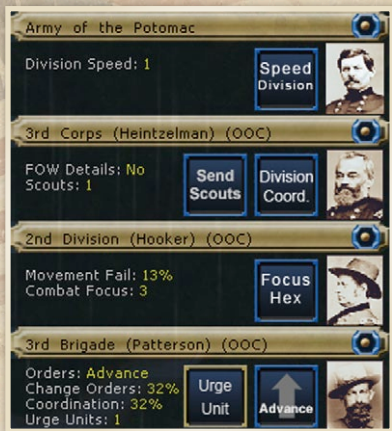 Army of the Potomac
Division Speed: 1
Speed
Division
3rd Corps (Heintzelman) (OOC)
FOW Details: No
Scouts: 1
Send
Scouts
Division
Coord.
2nd Division (Hooker) (OOC)
Movement Fail: 13%
Combat Focus: 3
Focus
Hex
3rd Brigade (Patterson) (OOC)
Orders: Advance
Change Orders: 32%
Coordination: 32%
Urge Units: 1
Urge
Unit
Advance